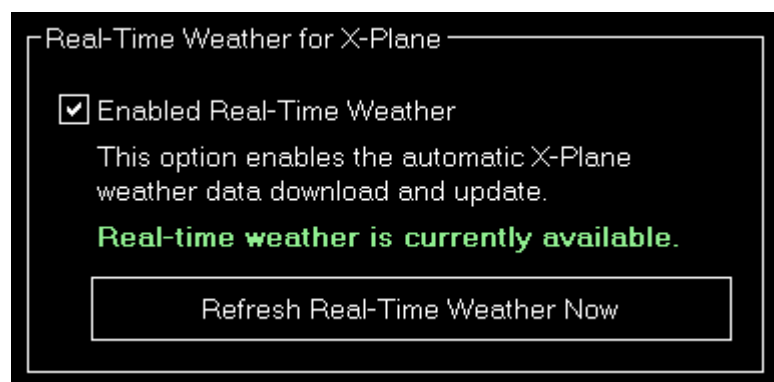 Real-Time Weather for X-Plane
Enabled Real-Time Weather
This option enables the automatic X-Plane
weather data download and update.
Real-time weather is currently available.
Refresh Real-Time Weather Now